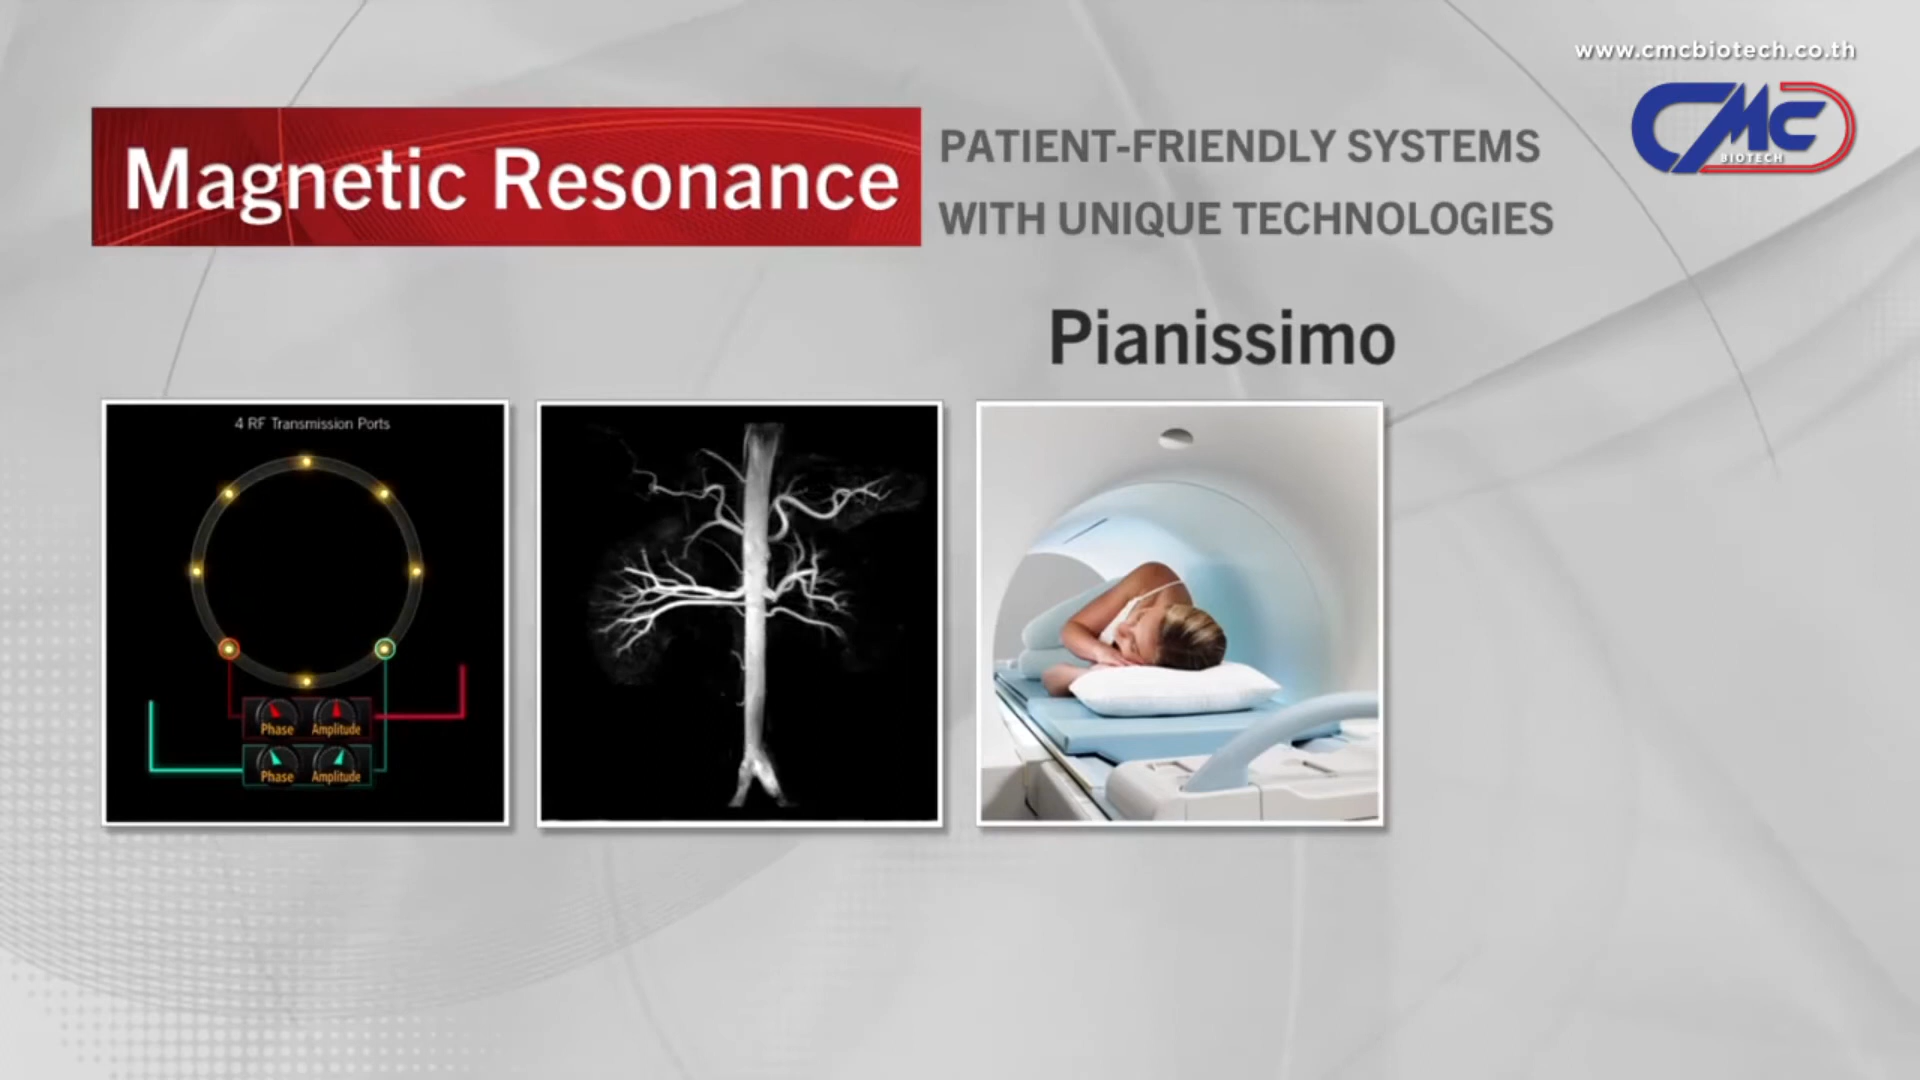 www.cmcbiotech.co.th
CMC
BIOTECH
Magnetic Resonance
PATIENT-FRIENDLY SYSTEMS
WITH UNIQUE TECHNOLOGIES
Pianissimo
4 RF Transmission Ports
Phase Amplitude
Phase Amplitude